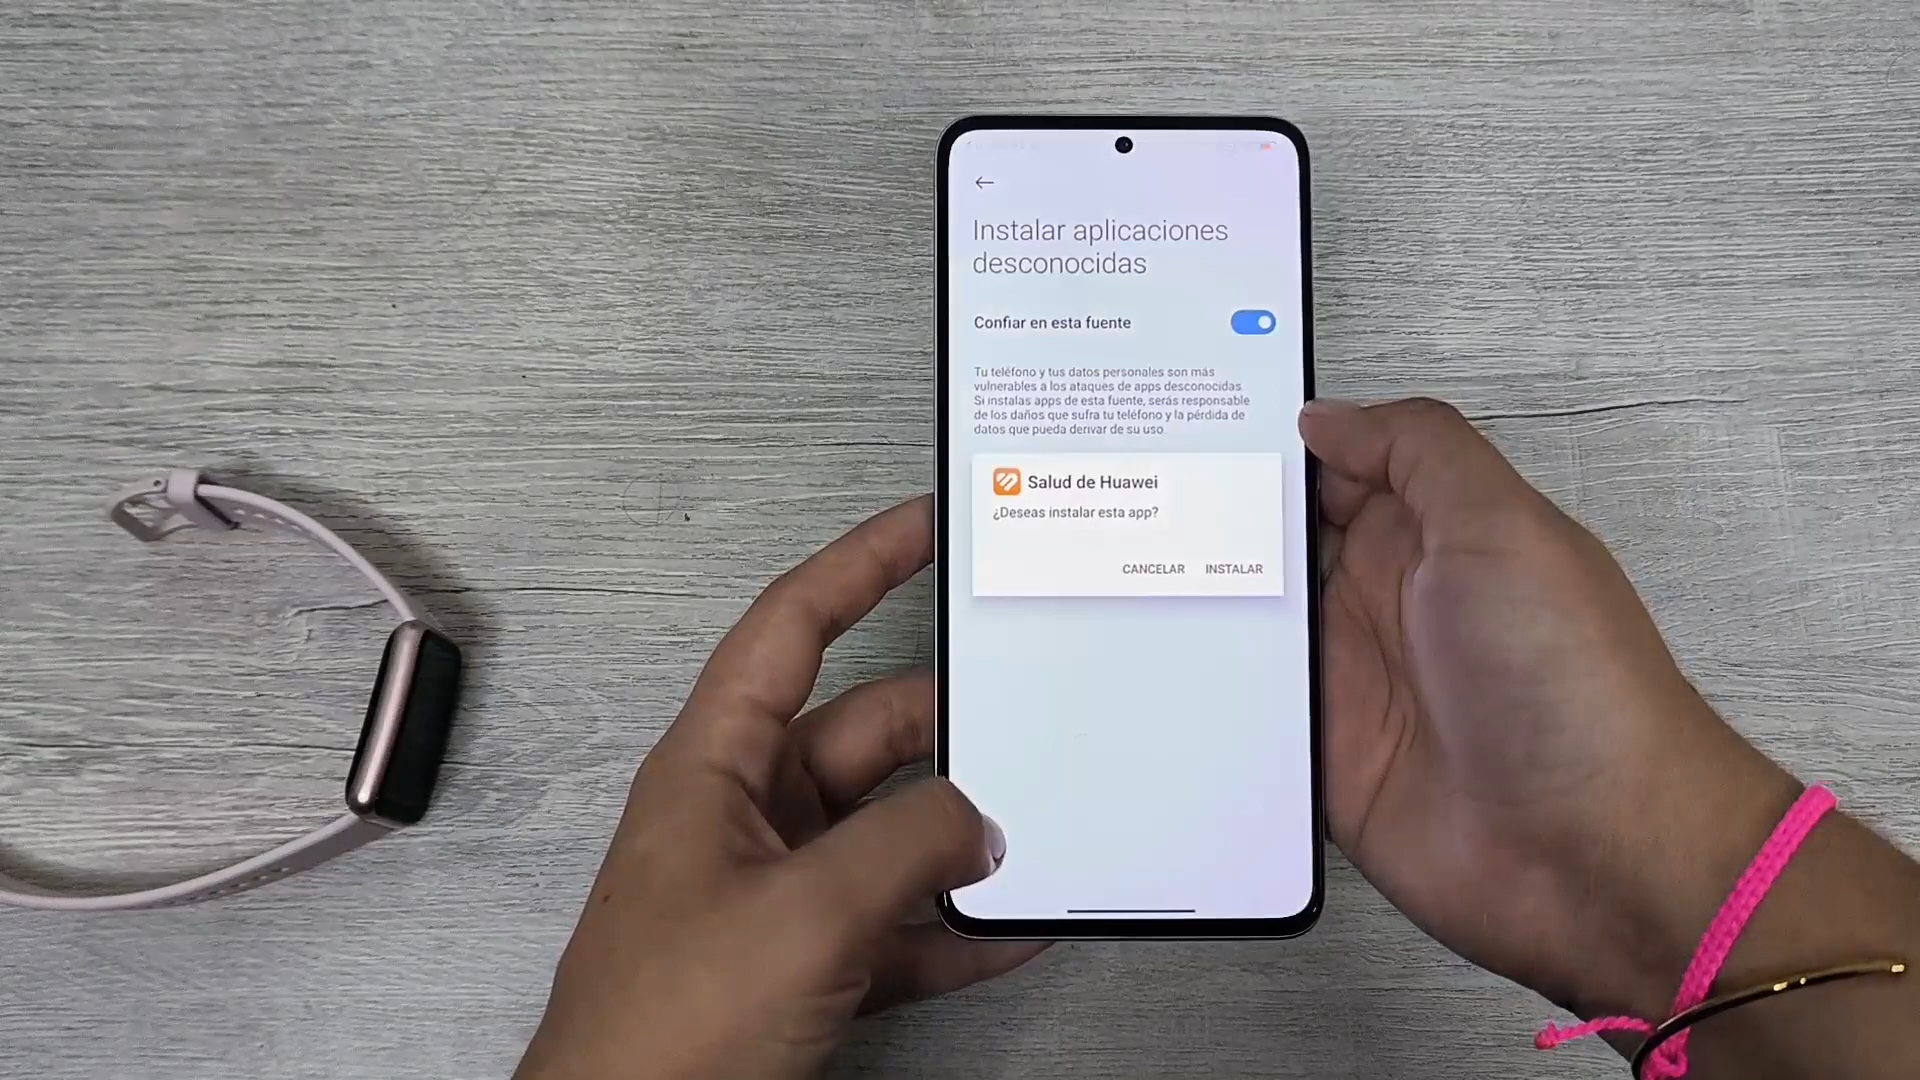 Instalar aplicaciones
desconocidas
Confiar en esta fuente
Tu teléfono y tus datos personales son más
vulnerables a los ataques de apps desconocidas.
Si instalas apps de esta fuente, serás responsable
de los daños que sufra tu teléfono y la pérdida de
datos que pueda derivar de su uso
Salud de Huawei
¿Deseas instalar esta app?
CANCELAR INSTALAR